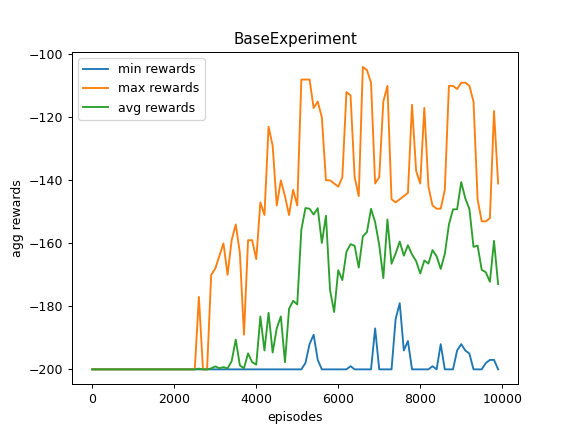 BaseExperiment
min rewards
max rewards
avg rewards
agg rewards
−100
−120
−140
−160
−180
−200
0 2000 4000 6000 8000 10000
episodes